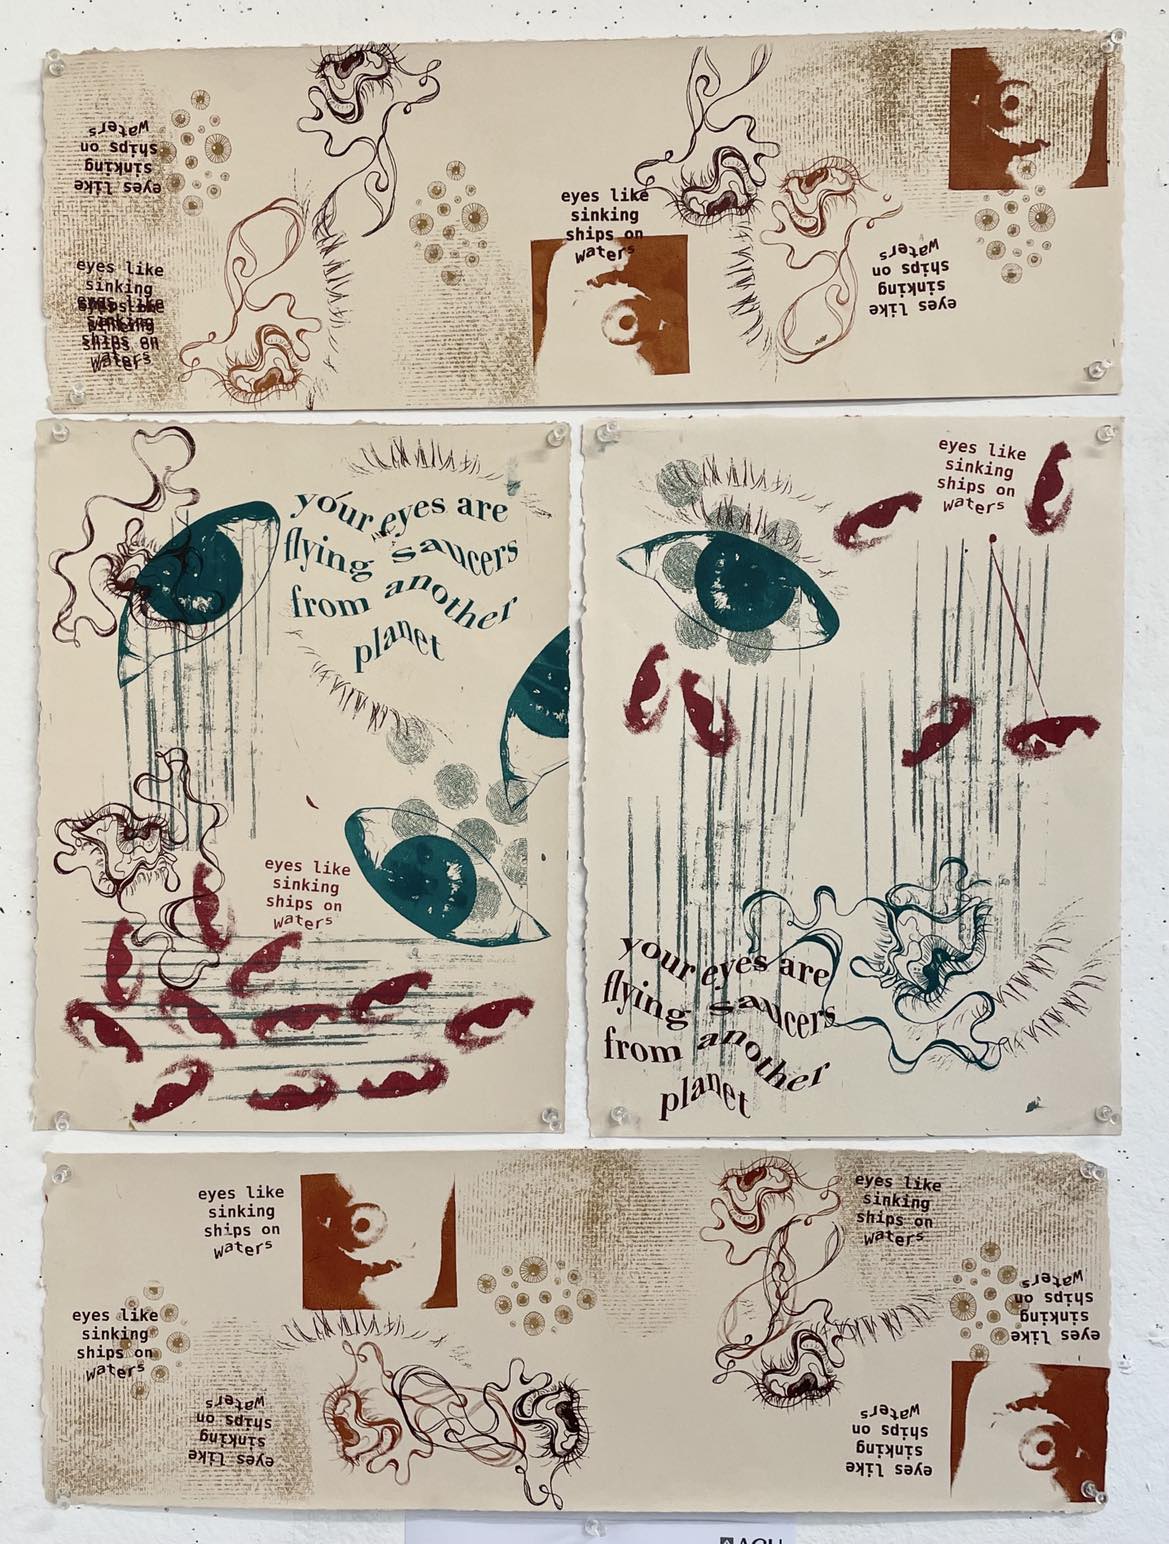 eyes like
sinking
ships on
waters
eyes like
sinking
eyes like
sinking
ships on
waters
eyes like
sinking
ships on
waters
eyes like
sinking
ships on
waters
your eyes are
flying saucers
from another
planet
eyes like
sinking
ships on
waters
eyes like
sinking
ships on
waters
your eyes are
flying saucers
from another
planet
eyes like
sinking
ships on
waters
eyes like
sinking
ships on
waters
eyes like
sinking
ships on
waters
eyes like
sinking
ships on
waters
eyes like
sinking
ships on
waters
eyes like
sinking
ships on
waters